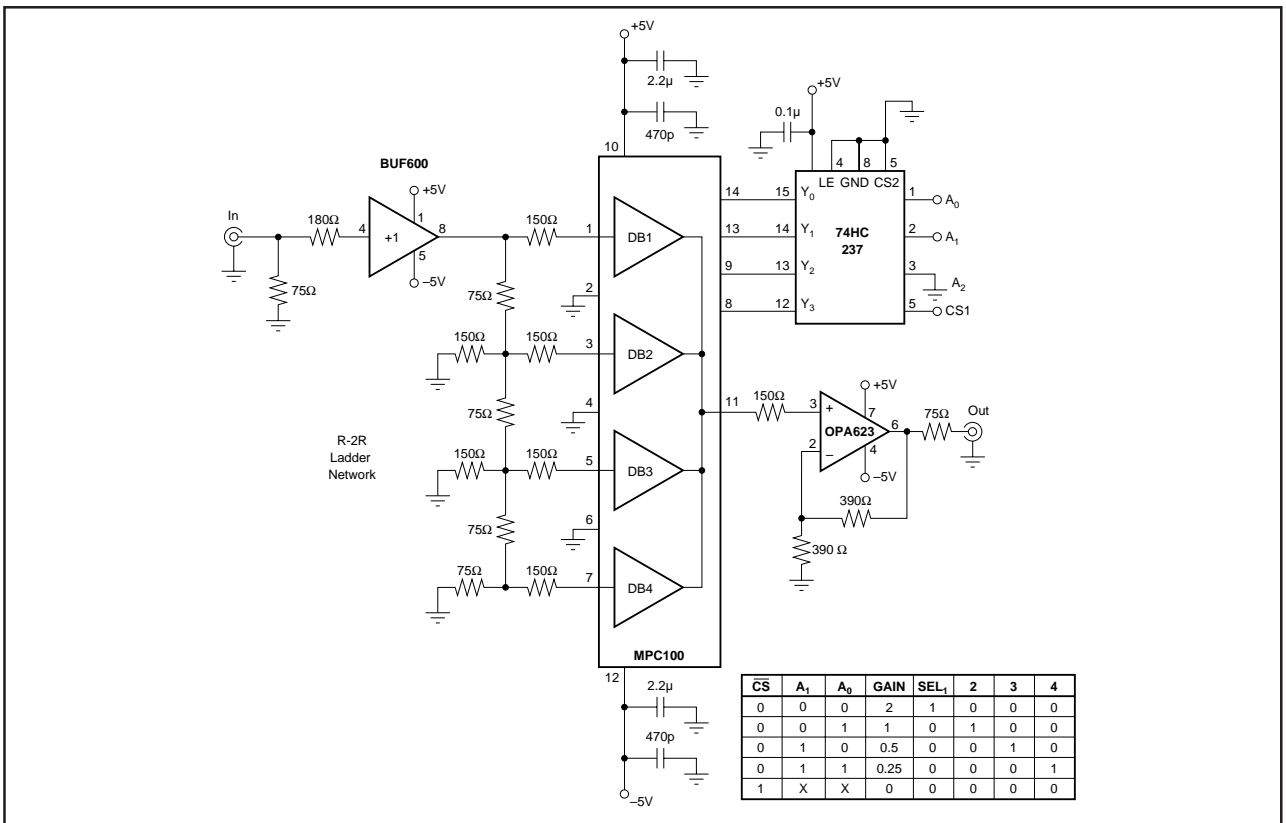 +5V
2.2µ
470p
10
+5V
0.1µ
4 8 5
LE GND CS2
BUF600
+5V
1
In
180Ω
4
+1
8
5
–5V
75Ω
150Ω
1
DB1
2
75Ω
150Ω
150Ω
3
DB2
4
75Ω
R-2R
Ladder
Network
150Ω
150Ω
5
DB3
6
75Ω
75Ω
150Ω
7
DB4
MPC100
12
2.2µ
470p
–5V
14 15 Y0
13 14 Y1
9 13 Y2
8 12 Y3
74HC
237
1 A0
2 A1
3 A2
5 CS1
11
150Ω
3
+
2
–
OPA623
+5V
7
6
4
–5V
75Ω
Out
390Ω
390 Ω
CS A1 A0 GAIN SEL1 2 3 4
0 0 0 2 1 0 0 0
0 0 1 1 0 1 0 0
0 1 0 0.5 0 0 1 0
0 1 1 0.25 0 0 0 1
1 X X 0 0 0 0 0